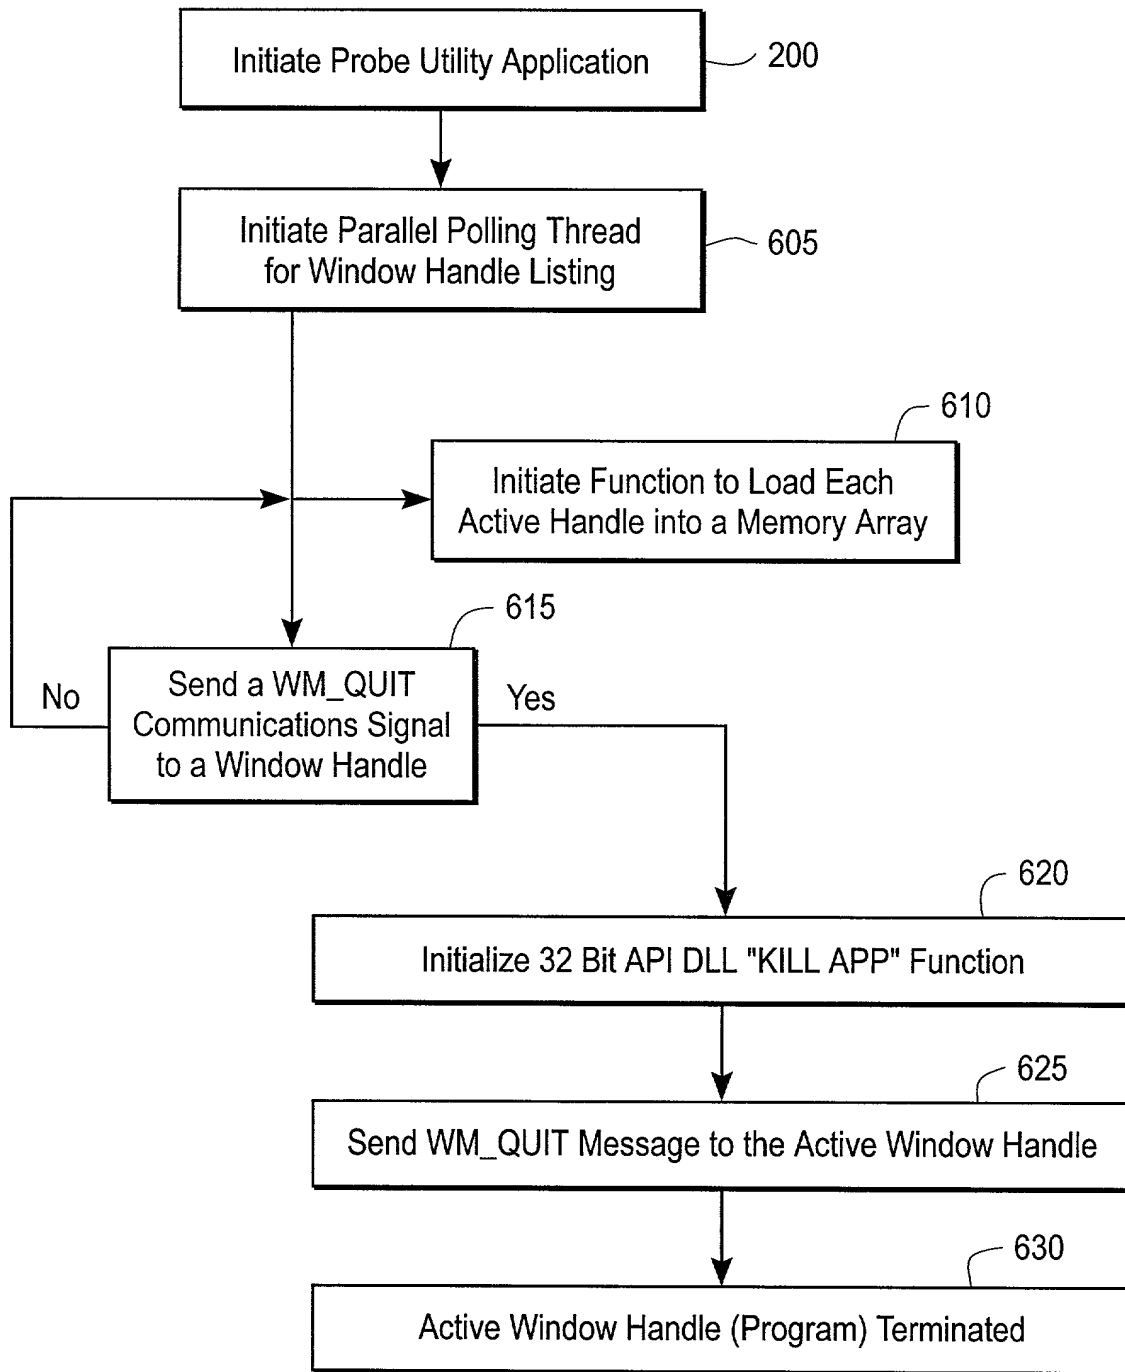 Initiate Probe Utility Application
200
Initiate Parallel Polling Thread
for Window Handle Listing
605
610
Initiate Function to Load Each
Active Handle into a Memory Array
615
Send a WM_QUIT
Communications Signal
to a Window Handle
No
Yes
620
Initialize 32 Bit API DLL "KILL APP" Function
625
Send WM_QUIT Message to the Active Window Handle
630
Active Window Handle (Program) Terminated